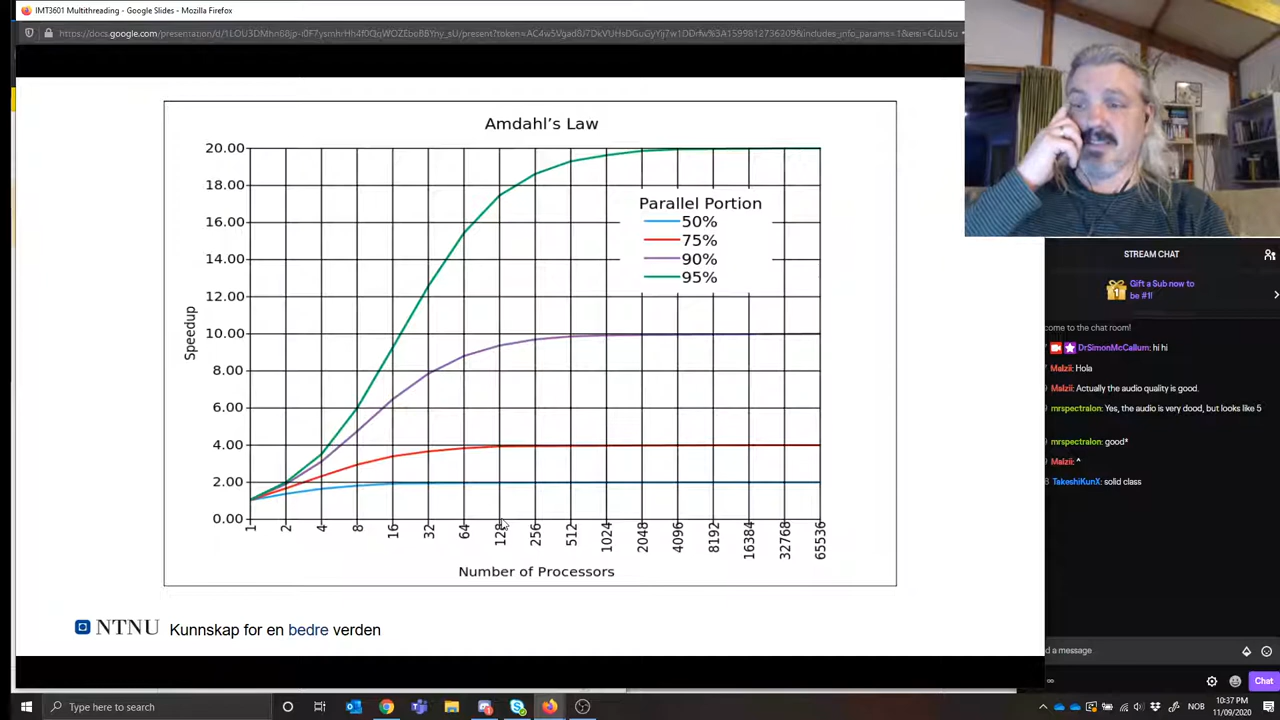 IMT3601 Multithreading - Google Slides - Mozilla Firefox
Amdahl's Law
20.00
18.00
16.00
14.00
12.00
10.00
8.00
6.00
4.00
2.00
0.00
Speedup
Parallel Portion
50%
75%
90%
95%
1
2
4
8
16
32
64
128
256
512
1024
2048
4096
8192
16384
32768
65536
Number of Processors
NTNU Kunnskap for en bedre verden
STREAM CHAT
1
Gift a Sub now to
be #1!
come to the chat room!
DrSimonMcCallum: hi hi
Malzii: Hola
Malzii: Actually the audio quality is good.
mrspectralon: Yes, the audio is very dood, but looks like 5
mrspectralon: good*
Malzii: ^
TakeshiKunX: solid class
d a message
Chat
Type here to search
NOB
10:37 PM
11/09/2020